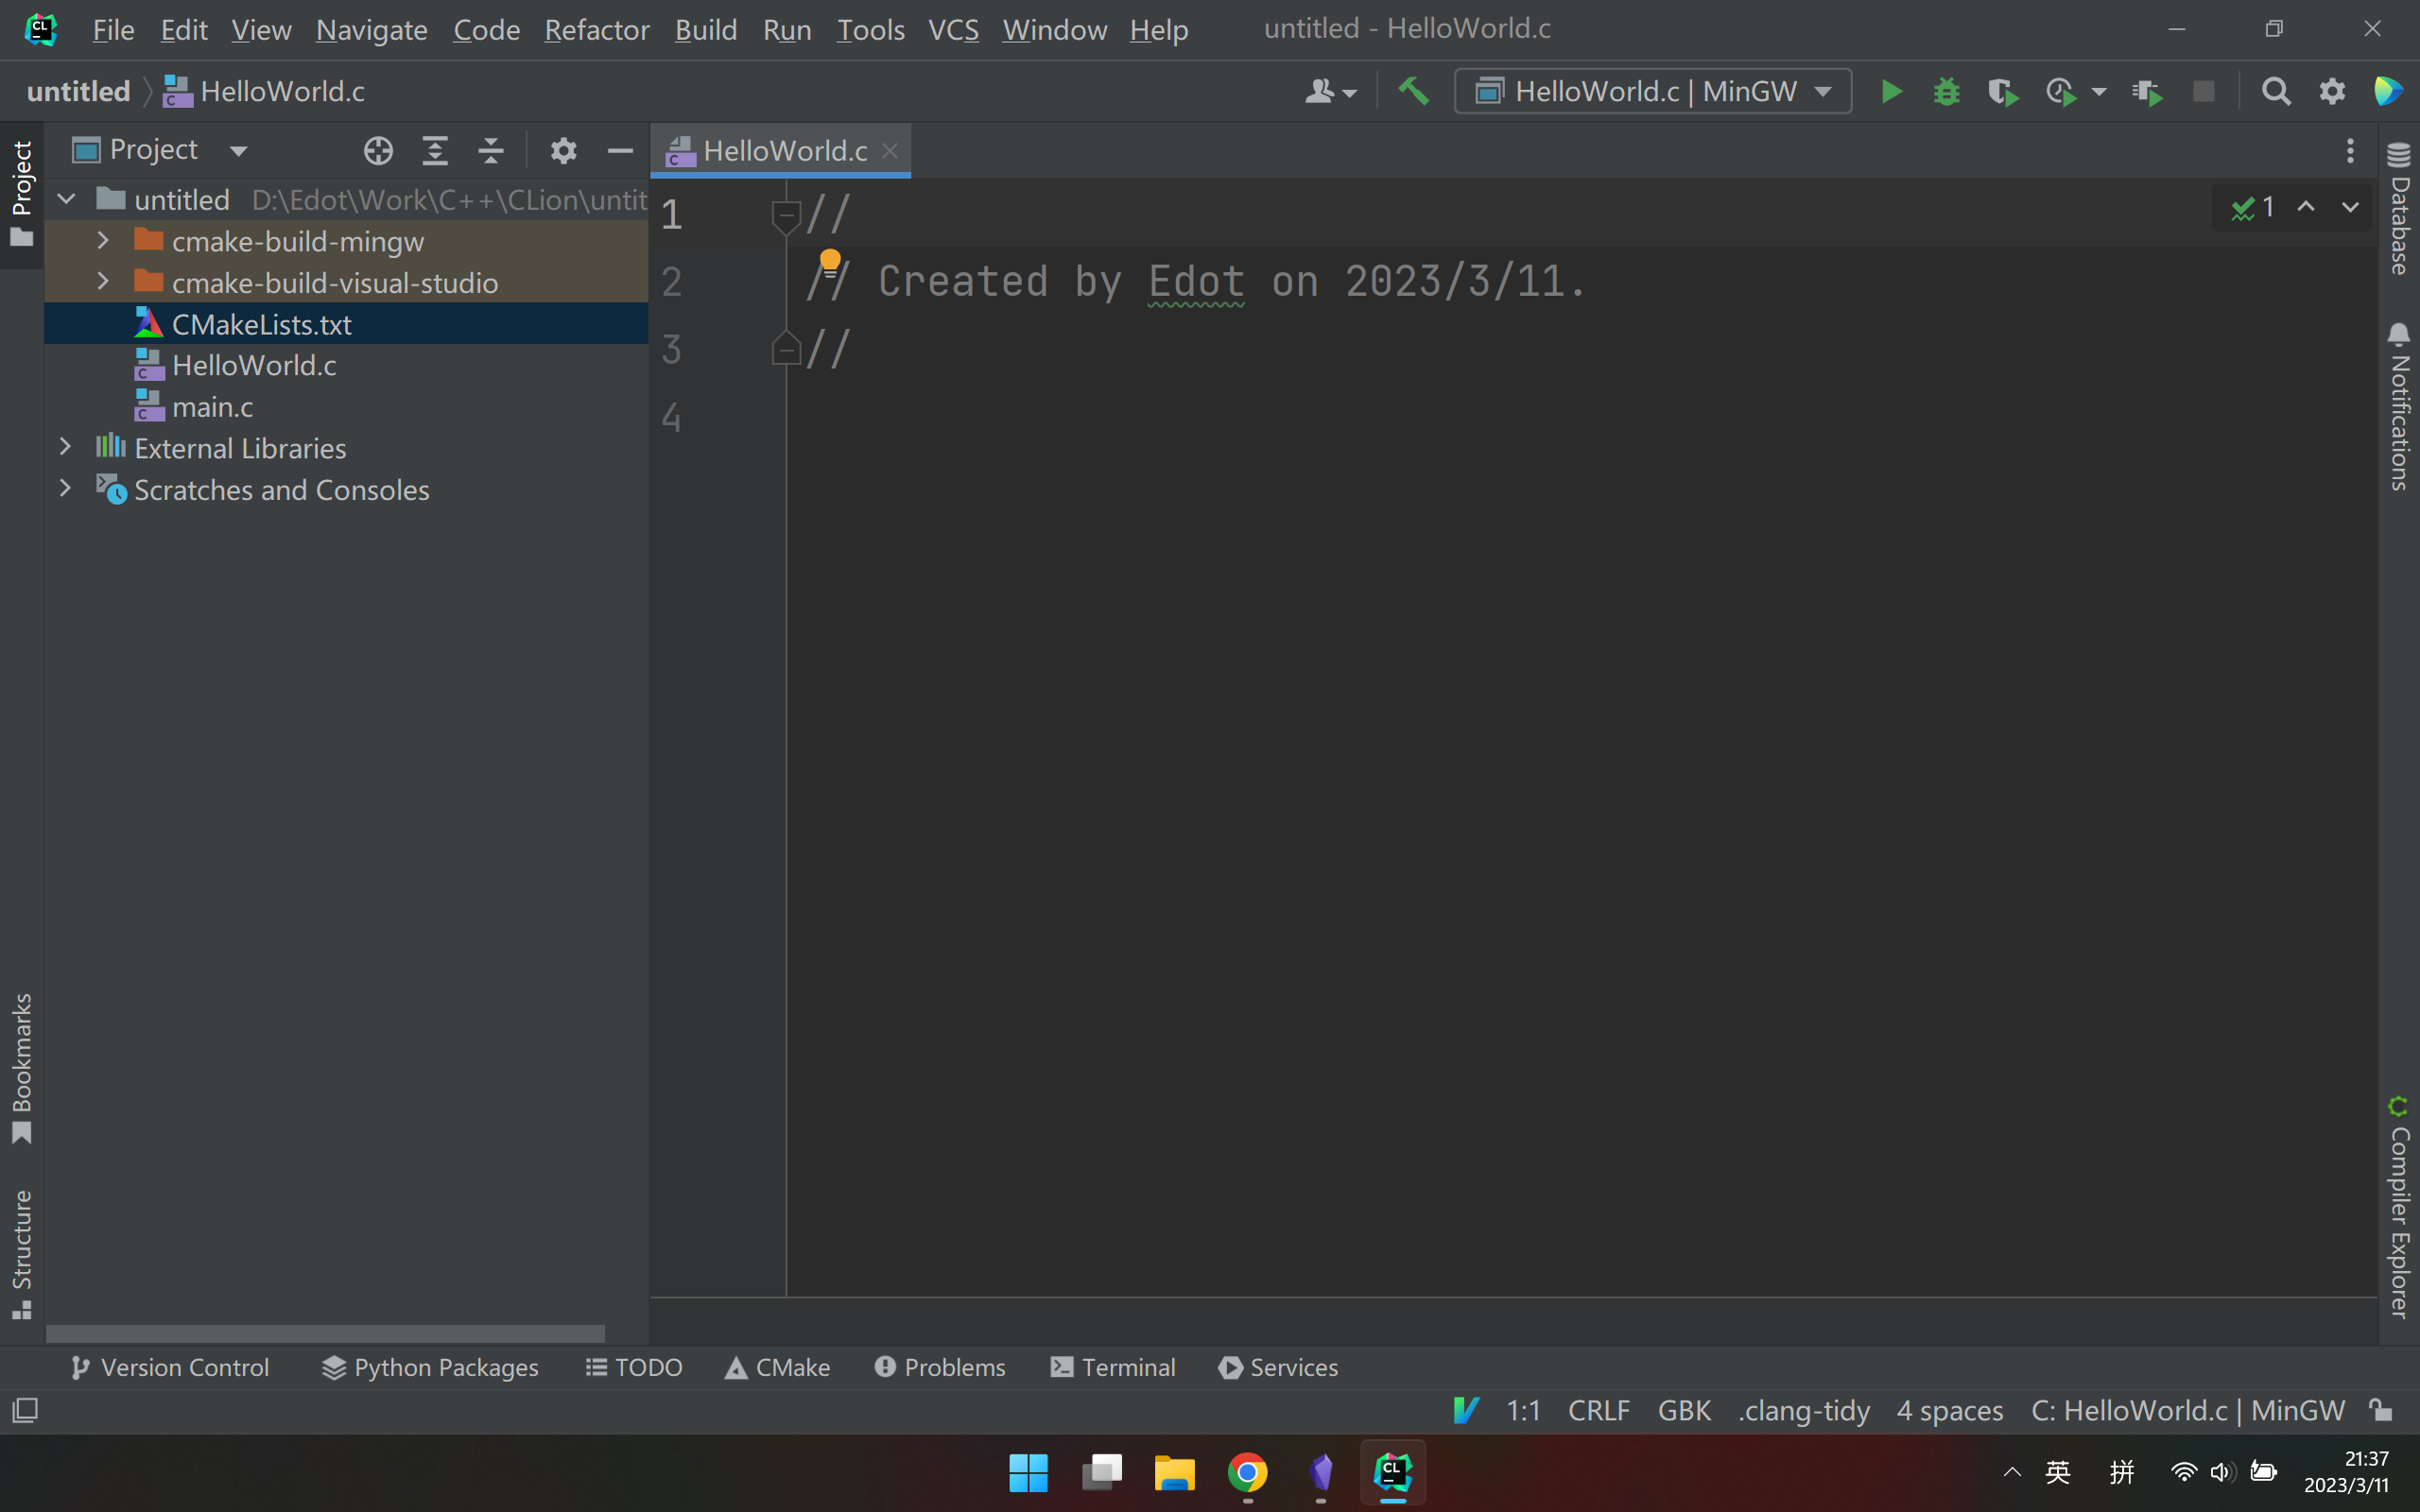 File Edit View Navigate Code Refactor Build Run Tools VCS Window Help untitled - HelloWorld.c
untitled HelloWorld.c HelloWorld.c | MinGW
Project
Project
HelloWorld.c
untitled D:\Edot\Work\C++\CLion\untit
cmake-build-mingw
cmake-build-visual-studio
CMakeLists.txt
HelloWorld.c
main.c
External Libraries
Scratches and Consoles
1 //
2 // Created by Edot on 2023/3/11.
3 //
4
1
Database
Notifications
Compiler Explorer
Bookmarks
Structure
Version Control Python Packages TODO CMake Problems Terminal Services
1:1 CRLF GBK .clang-tidy 4 spaces C: HelloWorld.c | MinGW
CL
英 拼 21:37
2023/3/11